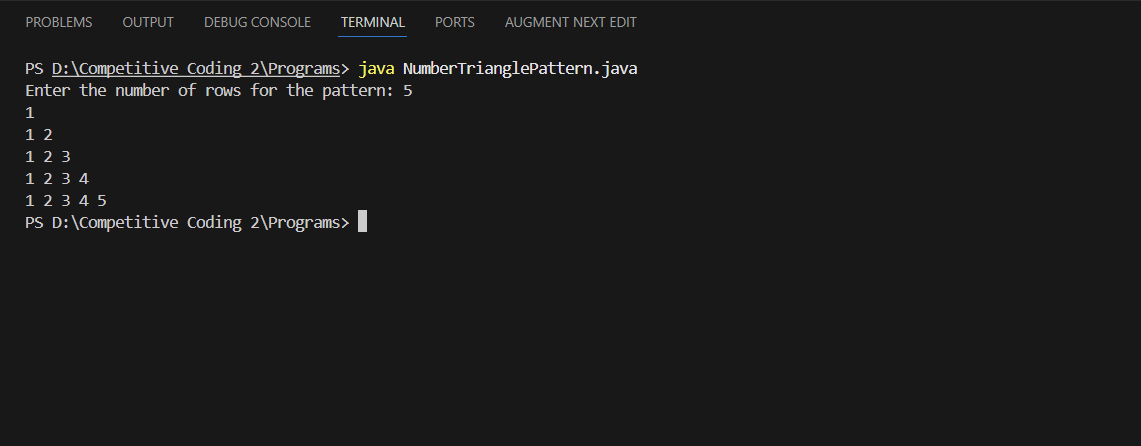 PROBLEMS OUTPUT DEBUG CONSOLE TERMINAL PORTS AUGMENT NEXT EDIT
PS D:\Competitive Coding 2\Programs> java NumberTrianglePattern.java
Enter the number of rows for the pattern: 5
1
1 2
1 2 3
1 2 3 4
1 2 3 4 5
PS D:\Competitive Coding 2\Programs>